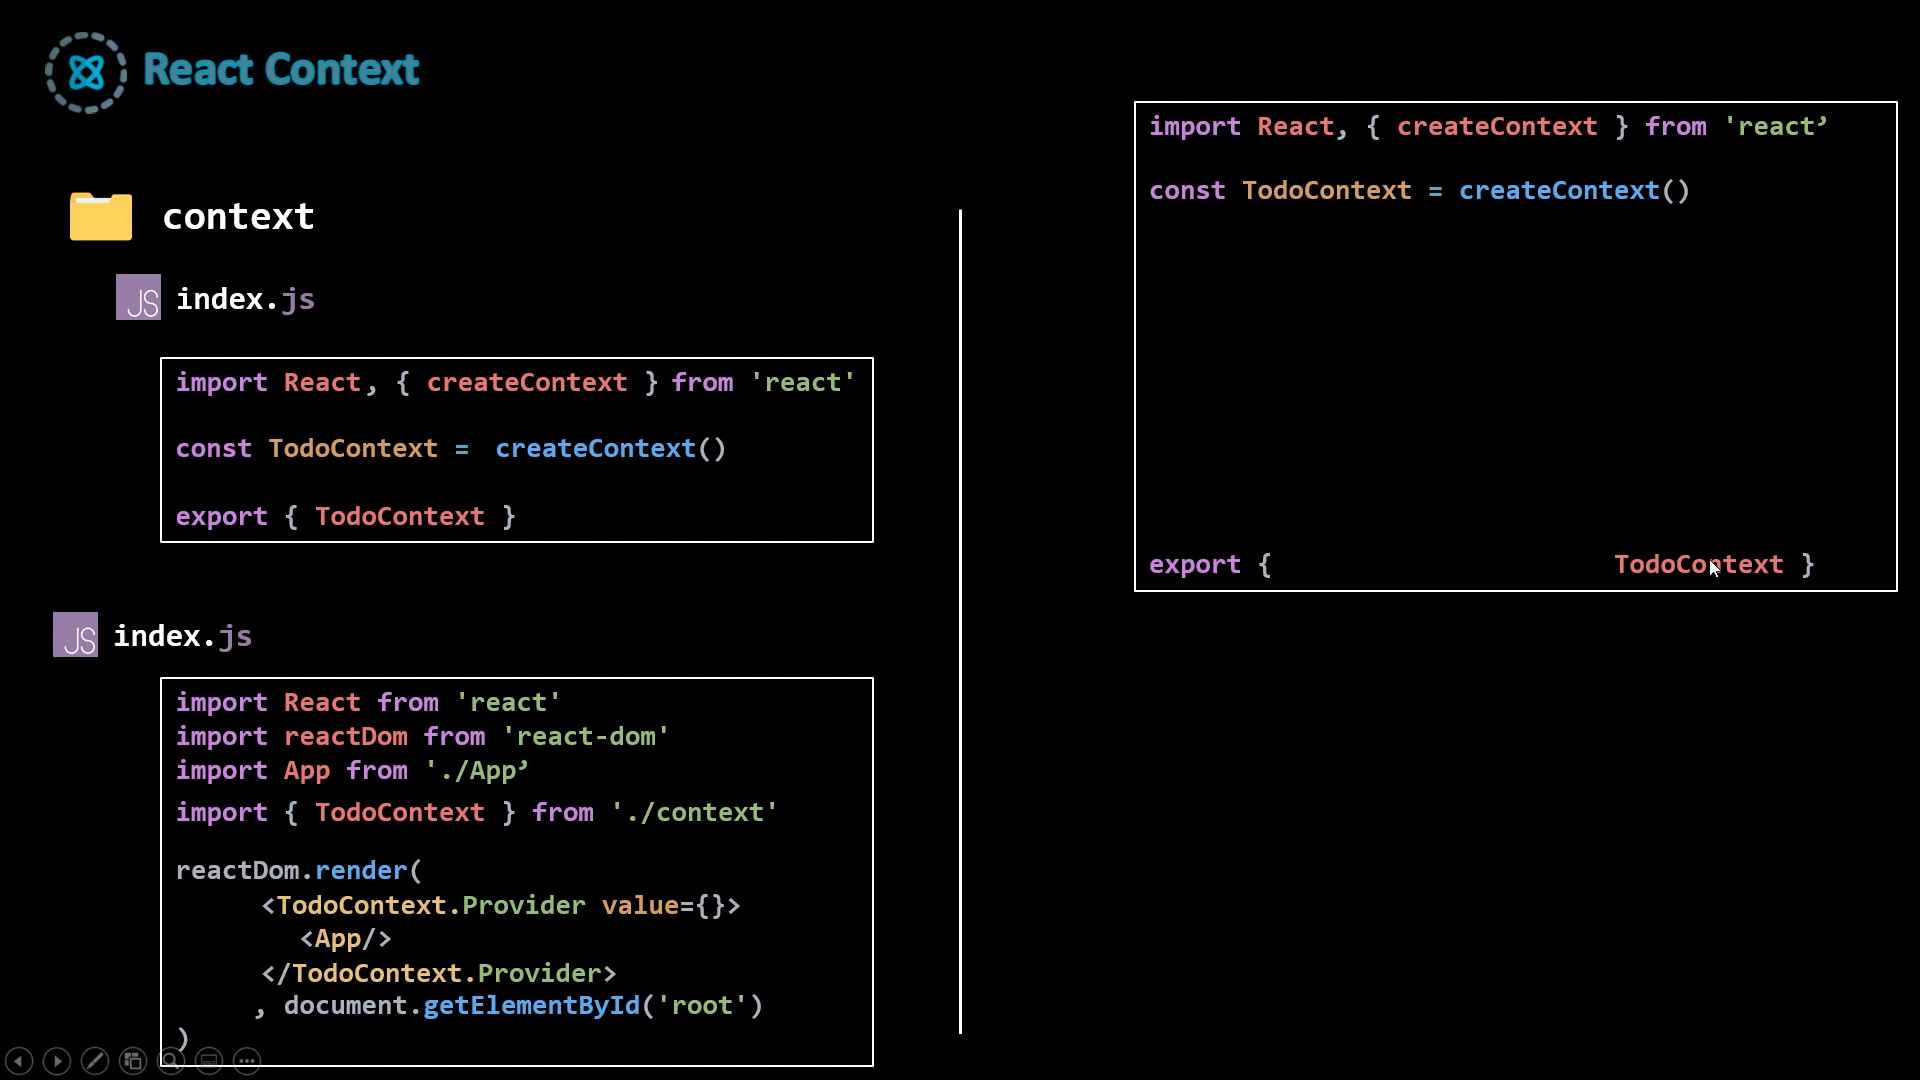 React Context
context
JS index.js
import React, { createContext } from 'react'
const TodoContext = createContext()
export { TodoContext }
JS index.js
import React from 'react'
import reactDom from 'react-dom'
import App from './App’
import { TodoContext } from './context'
reactDom.render(
<TodoContext.Provider value={}>
<App/>
</TodoContext.Provider>
, document.getElementById('root')
)
import React, { createContext } from 'react’
const TodoContext = createContext()
export { TodoContext }